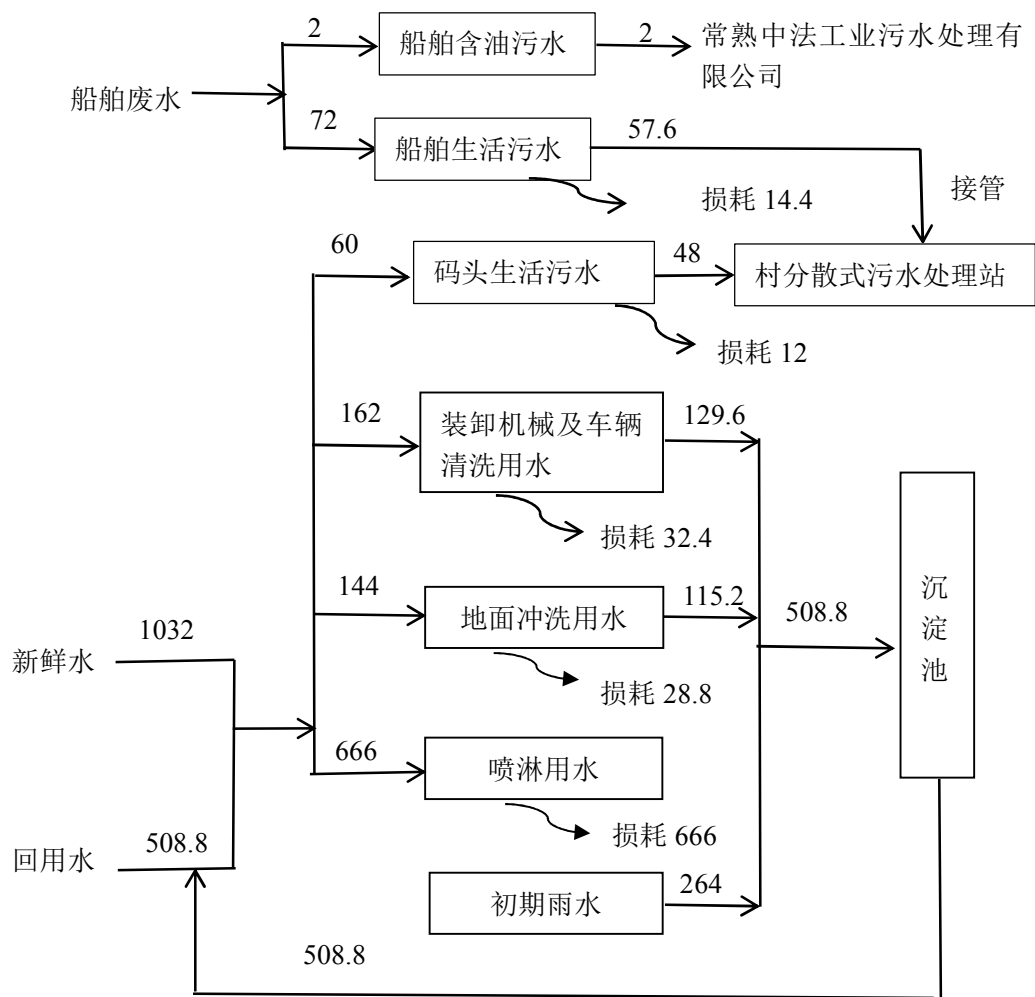 2
船舶含油污水
2
常熟中法工业污水处理有
限公司
船舶废水
72
船舶生活污水
57.6
损耗 14.4
接管
60
码头生活污水
48
村分散式污水处理站
损耗 12
162
装卸机械及车辆
清洗用水
129.6
损耗 32.4
144
地面冲洗用水
115.2
508.8
沉
淀
池
1032
新鲜水
损耗 28.8
666
喷淋用水
损耗 666
508.8
回用水
初期雨水
264
508.8